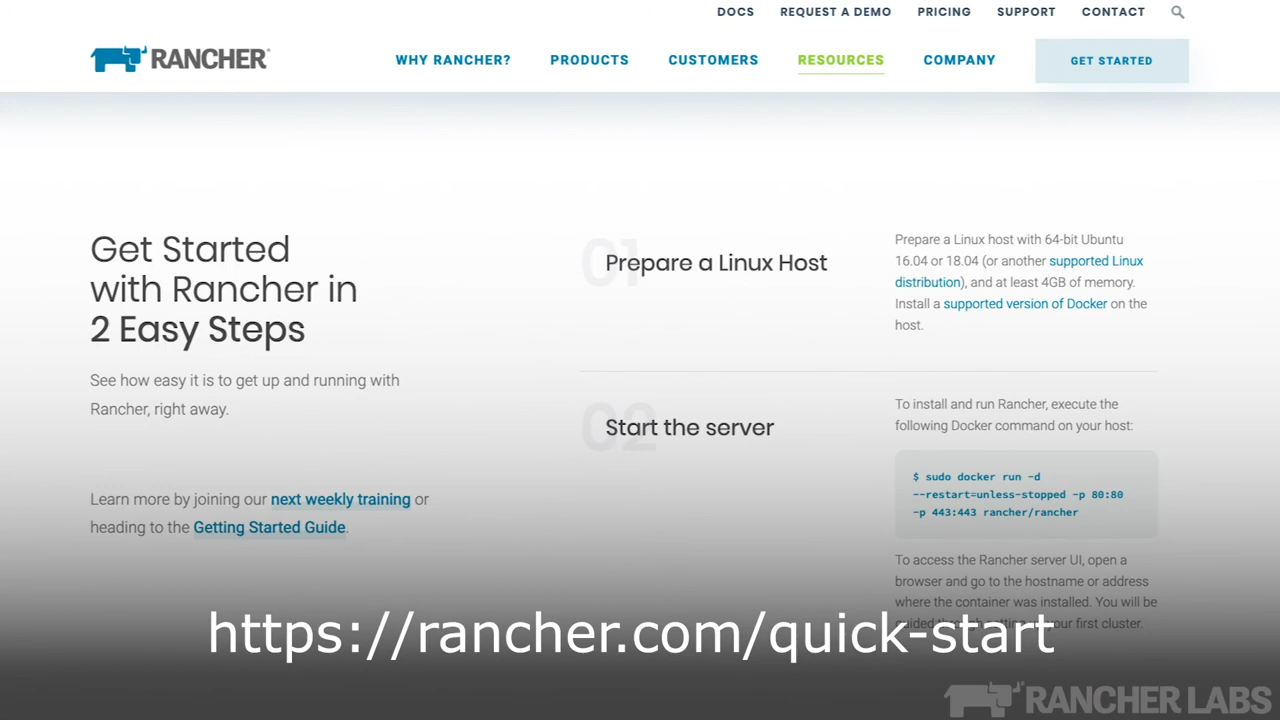 DOCS REQUEST A DEMO PRICING SUPPORT CONTACT
RANCHER®
WHY RANCHER? PRODUCTS CUSTOMERS RESOURCES COMPANY GET STARTED
Get Started
with Rancher in
2 Easy Steps
See how easy it is to get up and running with
Rancher, right away.
Learn more by joining our next weekly training or
heading to the Getting Started Guide.
01
Prepare a Linux Host
Prepare a Linux host with 64-bit Ubuntu
16.04 or 18.04 (or another supported Linux
distribution), and at least 4GB of memory.
Install a supported version of Docker on the
host.
02
Start the server
To install and run Rancher, execute the
following Docker command on your host:
$ sudo docker run -d
--restart=unless-stopped -p 80:80
-p 443:443 rancher/rancher
To access the Rancher server UI, open a
browser and go to the hostname or address
where the container was installed. You will be
guided through setting up your first cluster.
https://rancher.com/quick-start
RANCHER LABS